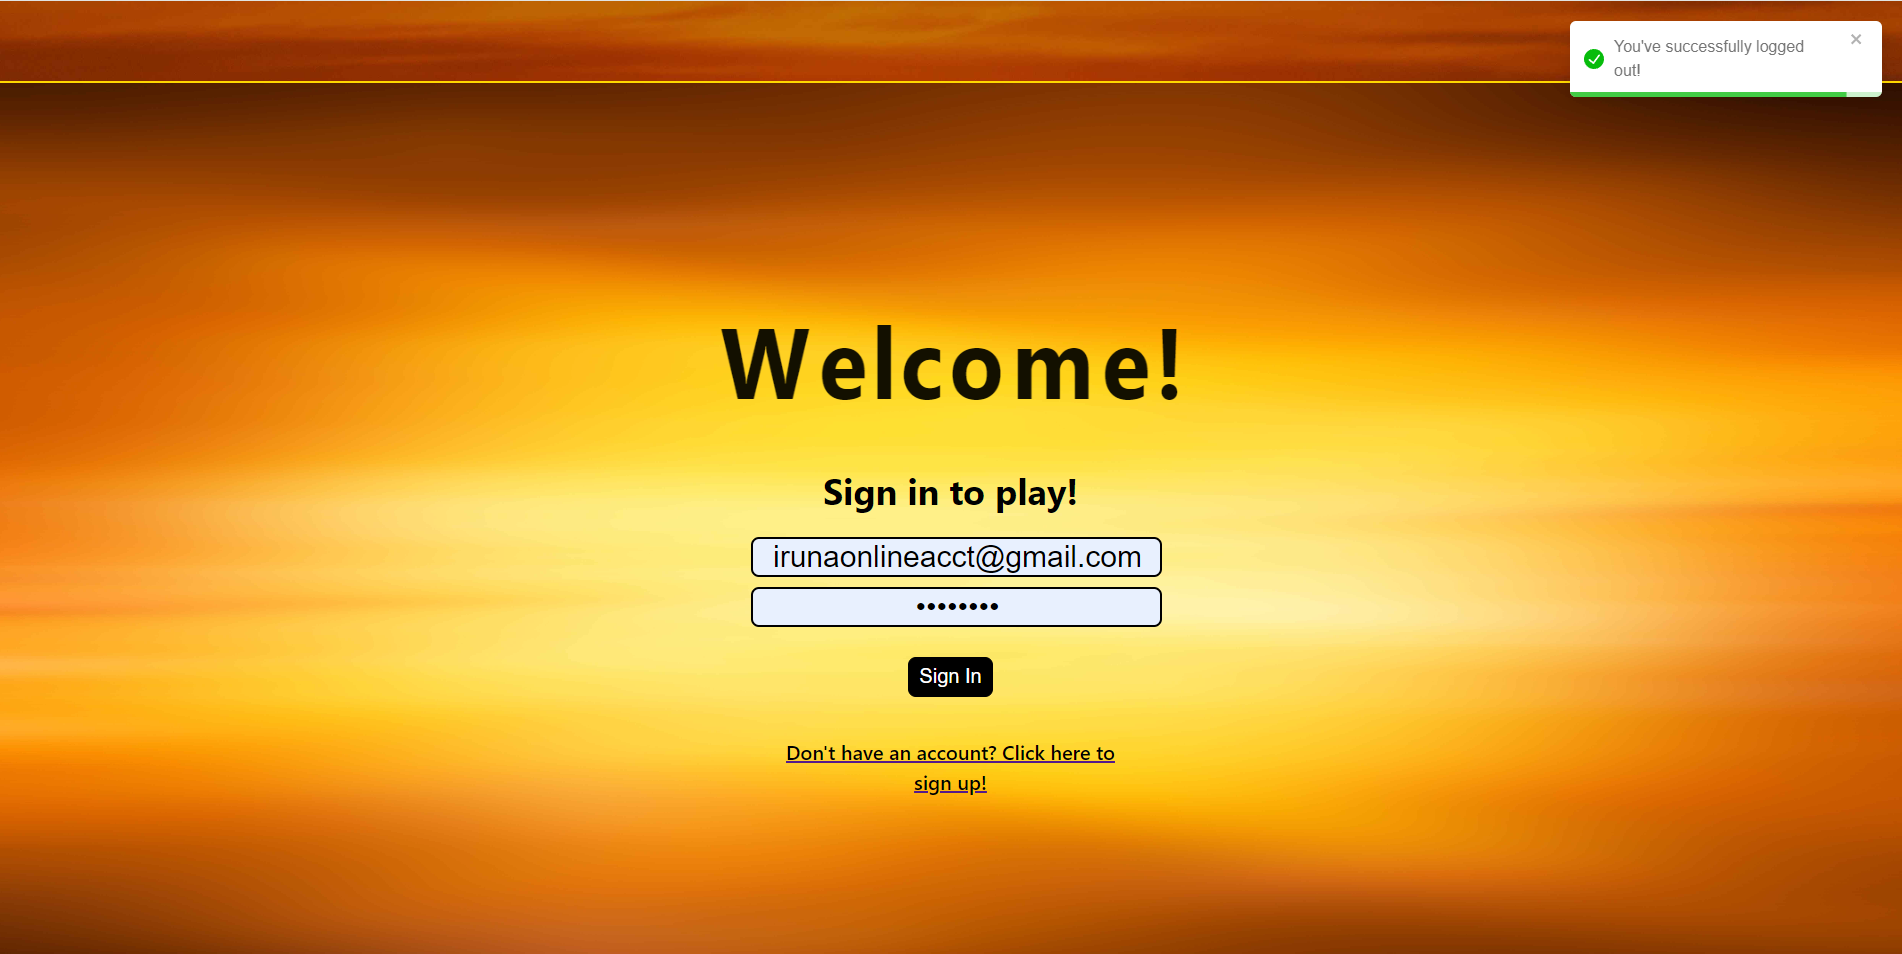 You've successfully logged
out!
Welcome!
Sign in to play!
irunaonlineacct@gmail.com
••••••••
Sign In
Don't have an account? Click here to
sign up!